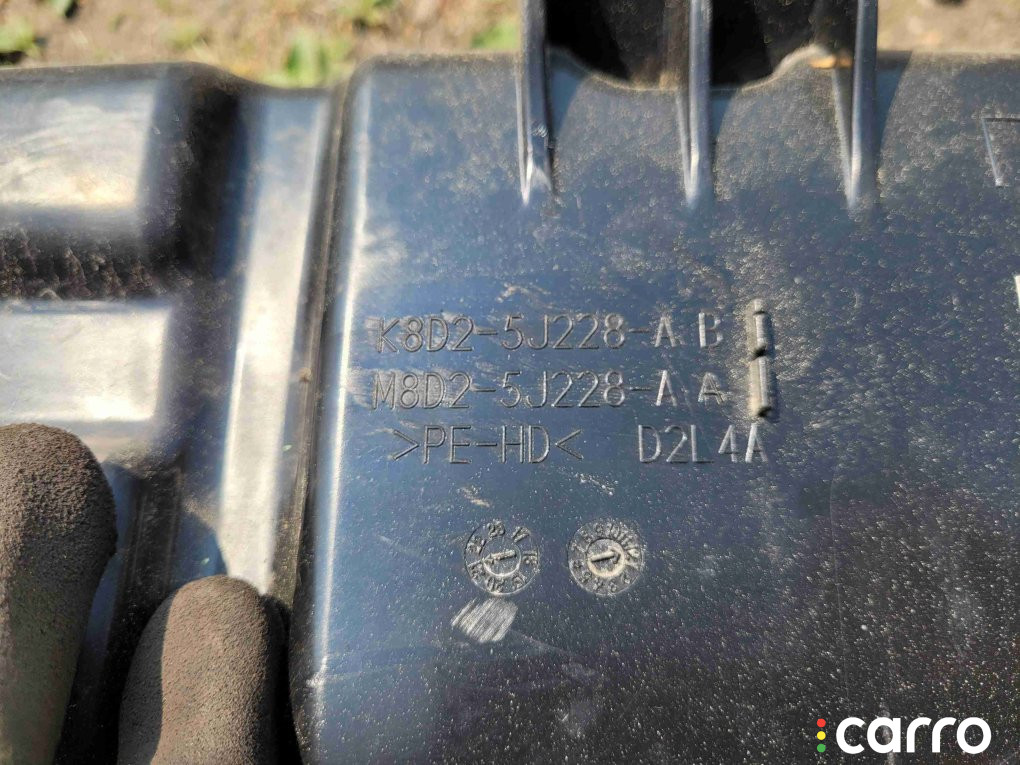 K8D2-5J228-AB
M8D2-5J228-AA
>PE-HD< D2L4A
carro